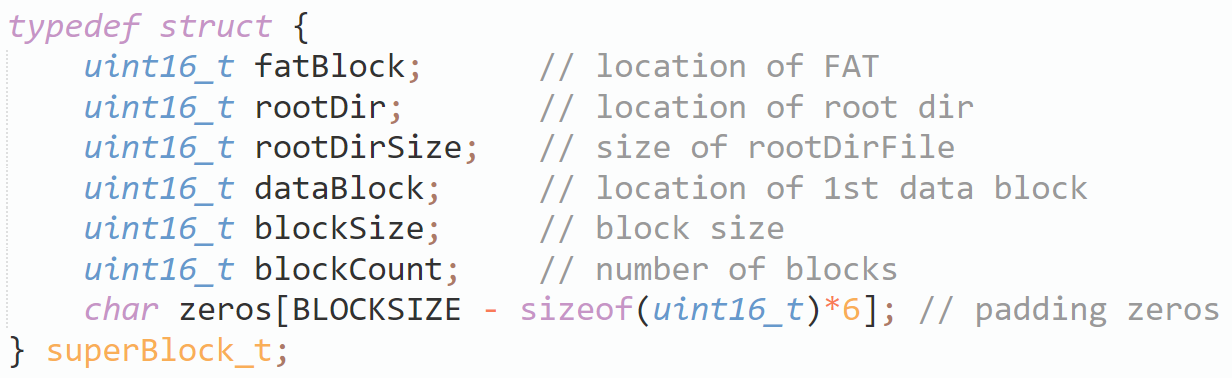 typedef struct {
    uint16_t fatBlock;      // location of FAT
    uint16_t rootDir;       // location of root dir
    uint16_t rootDirSize;   // size of rootDirFile
    uint16_t dataBlock;     // location of 1st data block
    uint16_t blockSize;     // block size
    uint16_t blockCount;    // number of blocks
    char zeros[BLOCKSIZE - sizeof(uint16_t)*6]; // padding zeros
} superBlock_t;